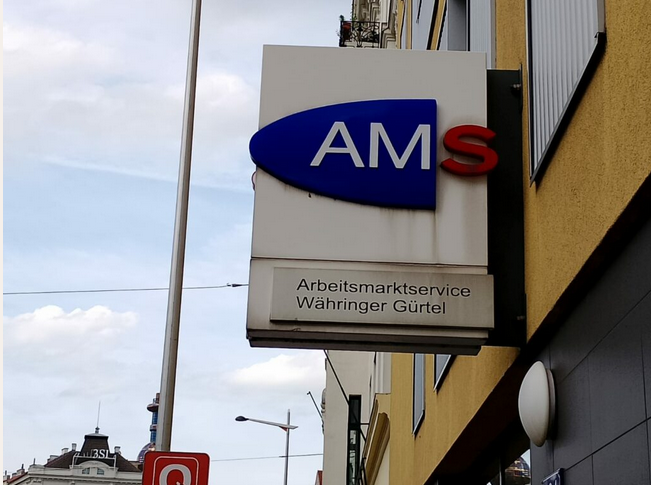 AMS
Arbeitsmarktservice
Währinger Gürtel